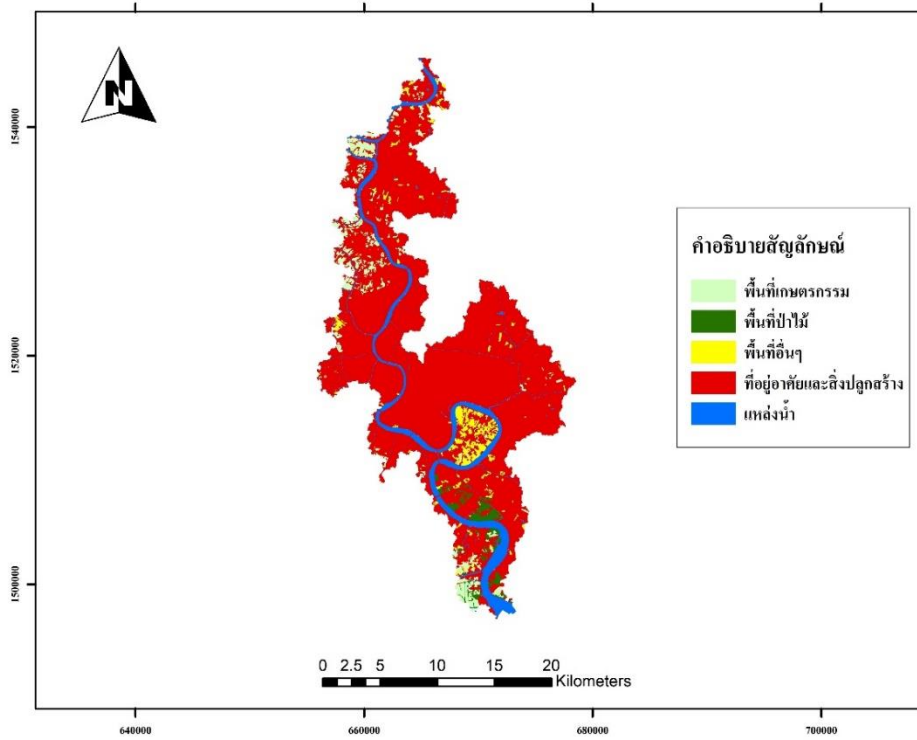 N
1540000
1520000
1500000
คำอธิบายสัญลักษณ์
พื้นที่เกษตรกรรม
พื้นที่ป่าไม้
พื้นที่อื่นๆ
ที่อยู่อาศัยและสิ่งปลูกสร้าง
แหล่งน้ำ
0 2.5 5 10 15 20
Kilometers
640000 660000 680000 700000